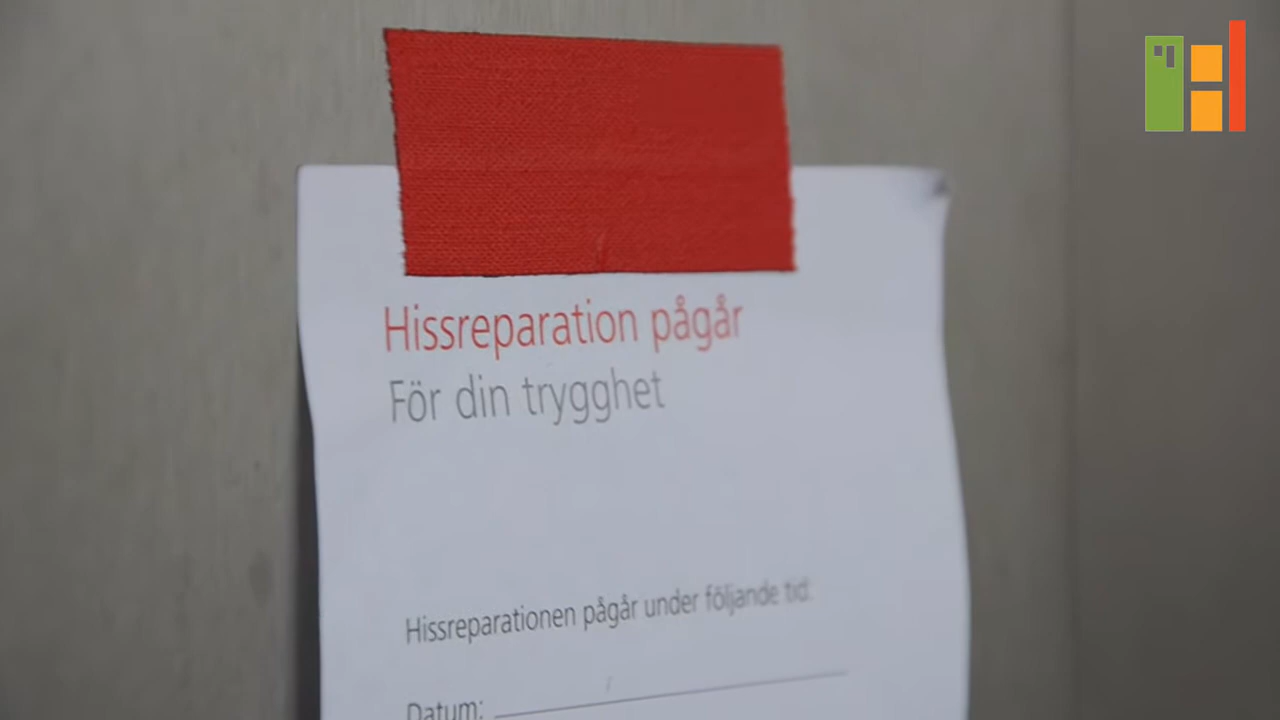 Hissreparation pågår
För din trygghet
Hissreparationen pågår under följande tid:
Datum: